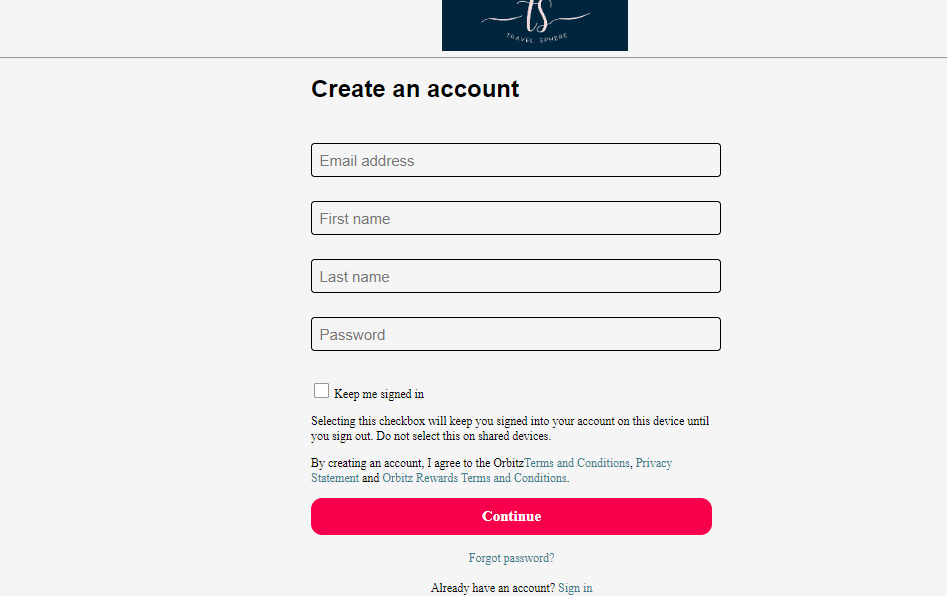 ts
TRAVEL SPHERE
Create an account
Email address
First name
Last name
Password
Keep me signed in
Selecting this checkbox will keep you signed into your account on this device until
you sign out. Do not select this on shared devices.
By creating an account, I agree to the OrbitzTerms and Conditions, Privacy
Statement and Orbitz Rewards Terms and Conditions.
Continue
Forgot password?
Already have an account? Sign in